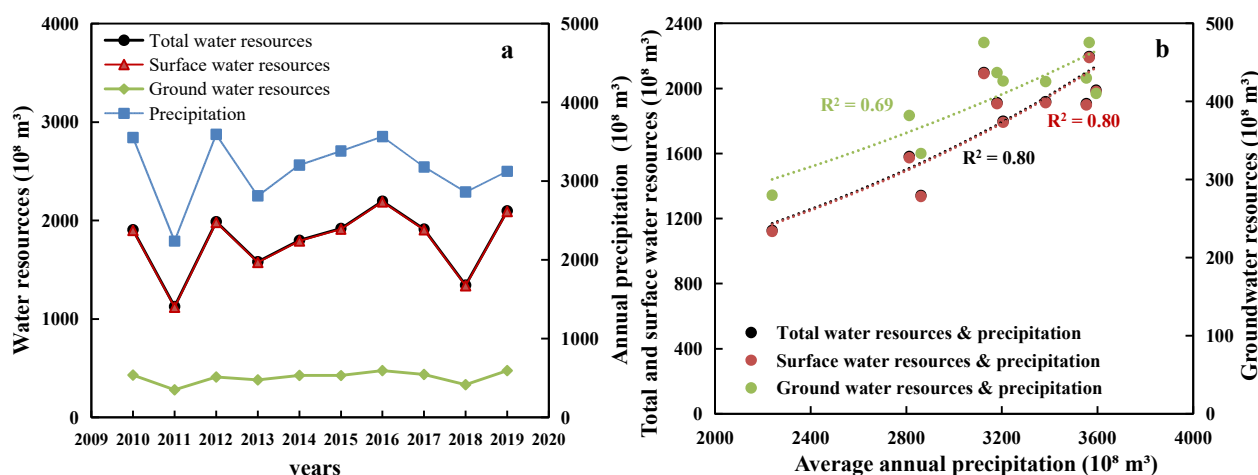 a
Total water resources
Surface water resources
Ground water resources
Precipitation
Water resourcces (10⁸ m³)
4000
3000
2000
1000
0
Annual precipitation (10⁸ m³)
5000
4000
3000
2000
1000
0
2009 2010 2011 2012 2013 2014 2015 2016 2017 2018 2019 2020
years
b
Total and surface water resources (10⁸ m³)
2400
2000
1600
1200
800
400
0
R² = 0.69
R² = 0.80
R² = 0.80
Total water resources & precipitation
Surface water resources & precipitation
Ground water resources & precipitation
Groundwater resources (10⁸ m³)
500
400
300
200
100
0
2000 2400 2800 3200 3600 4000
Average annual precipitation (10⁸ m³)